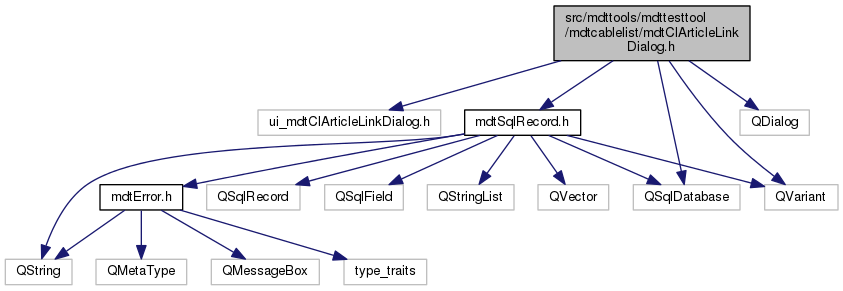 src/mdttools/mdttesttool
/mdtcablelist/mdtClArticleLink
Dialog.h
ui_mdtClArticleLinkDialog.h
mdtSqlRecord.h
QDialog
mdtError.h
QSqlRecord
QSqlField
QStringList
QVector
QSqlDatabase
QVariant
QString
QMetaType
QMessageBox
type_traits